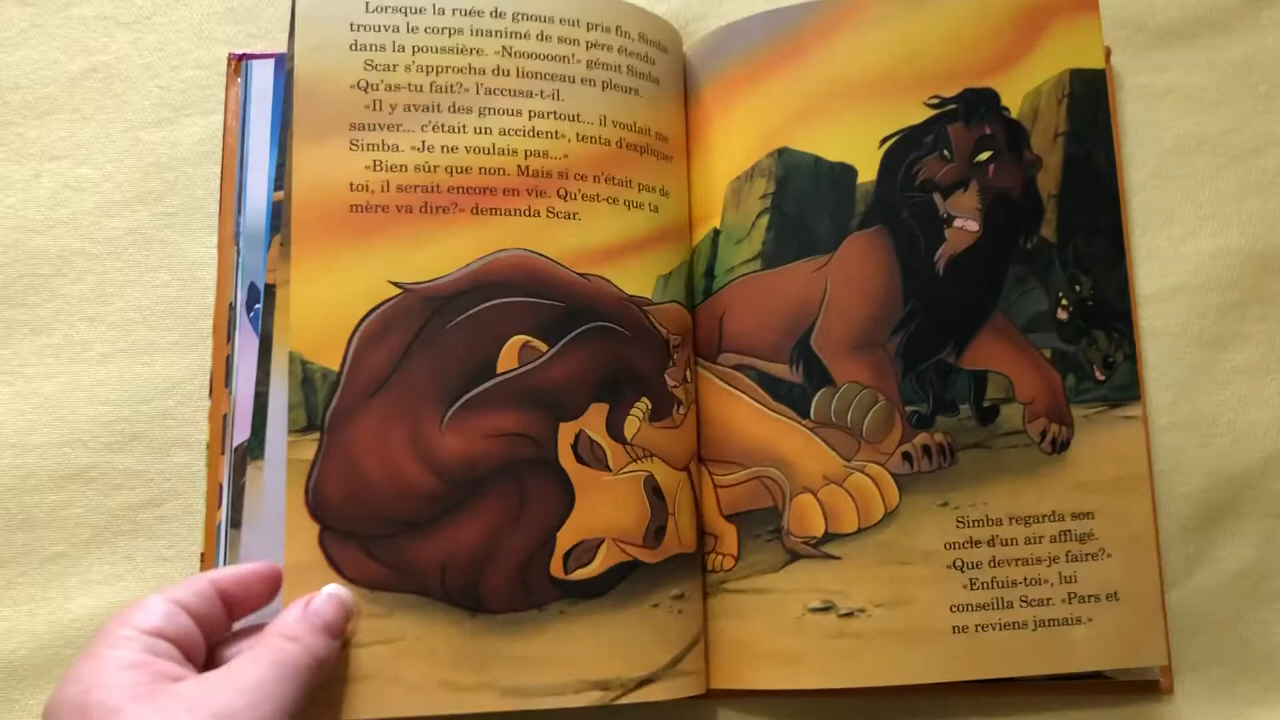 Lorsque la ruée de gnous eut pris fin, Simba
trouva le corps inanimé de son père étendu
dans la poussière. «Noooooon!» gémit Simba
Scar s'approcha du lionceau en pleurs.
«Qu'as-tu fait?» l'accusa-t-il.
«Il y avait des gnous partout... il voulait me
sauver... c'était un accident», tenta d'expliquer
Simba. «Je ne voulais pas...»
«Bien sûr que non. Mais si ce n'était pas de
toi, il serait encore en vie. Qu'est-ce que ta
mère va dire?» demanda Scar.
Simba regarda son
oncle d'un air affligé.
«Que devrais-je faire?»
«Enfuis-toi», lui
conseilla Scar. «Pars et
ne reviens jamais.»